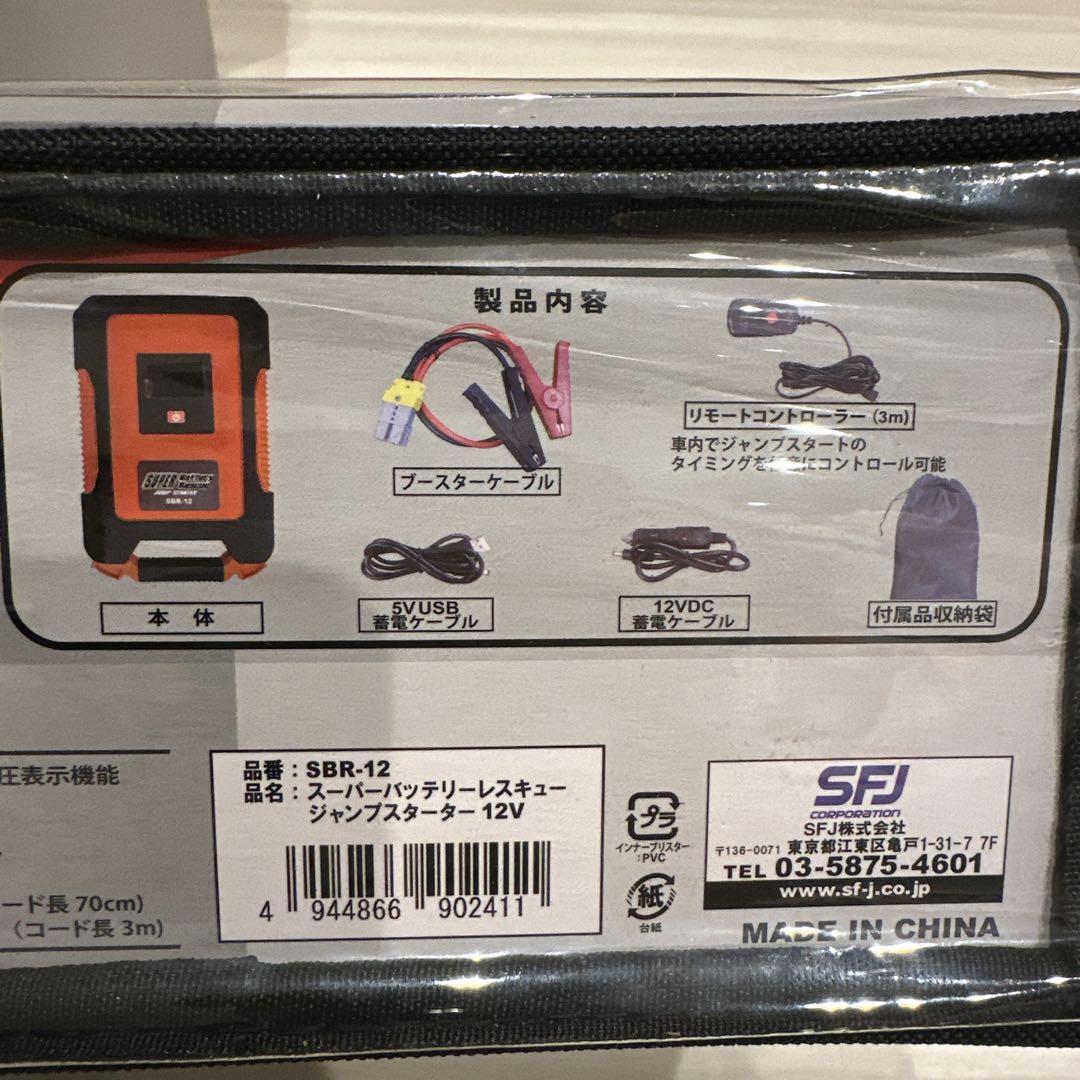 製品内容
SUPER Battery Rescue
JUMP STARTER
SBR-12
本 体
ブースターケーブル
リモートコントローラー (3m)
車内でジャンプスタートの
タイミングを任意にコントロール可能
5V USB
蓄電ケーブル
12VDC
蓄電ケーブル
付属品収納袋
圧表示機能
ード長 70cm)
(コード長 3m)
品番：SBR-12
品名：スーパーバッテリーレスキュー
ジャンプスターター 12V
4 944866 902411
プラ
インナーブリスター
:PVC
紙
台紙
SFJ
CORPORATION
SFJ株式会社
〒136-0071 東京都江東区亀戸1-31-7 7F
TEL 03-5875-4601
www.sf-j.co.jp
MADE IN CHINA